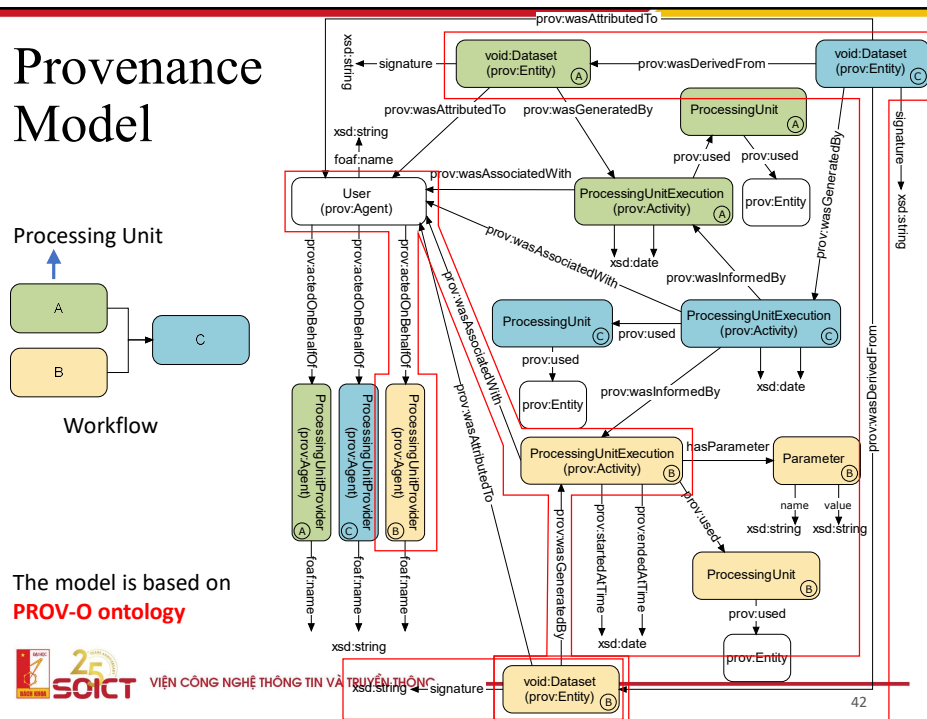 Provenance
Model
Processing Unit
A
B
C
Workflow
The model is based on
PROV-O ontology
prov:wasAttributedTo
xsd:string
signature
void:Dataset
(prov:Entity)
A
prov:wasDerivedFrom
void:Dataset
(prov:Entity)
C
prov:wasAttributedTo
prov:wasGeneratedBy
ProcessingUnit
A
signature
xsd:string
xsd:string
foaf:name
prov:used
prov:used
prov:wasGeneratedBy
User
(prov:Agent)
prov:wasAssociatedWith
ProcessingUnitExecution
(prov:Activity)
A
prov:Entity
prov:actedOnBehalfOf
prov:actedOnBehalfOf
prov:actedOnBehalfOf
prov:wasAssociatedWith
prov:wasAssociatedWith
xsd:date
prov:wasInformedBy
ProcessingUnit
C
prov:used
ProcessingUnitExecution
(prov:Activity)
C
prov:used
prov:Entity
xsd:date
prov:wasInformedBy
prov:wasDerivedFrom
ProcessingUnitProvider
(prov:Agent)
A
ProcessingUnitProvider
(prov:Agent)
C
ProcessingUnitProvider
(prov:Agent)
B
prov:wasAttributedTo
ProcessingUnitExecution
(prov:Activity)
B
hasParameter
Parameter
B
name
value
xsd:string
xsd:string
prov:used
prov:wasGeneratedBy
prov:startedAtTime
prov:endedAtTime
foaf:name
foaf:name
foaf:name
xsd:string
ProcessingUnit
B
prov:used
xsd:date
prov:Entity
xsd:string
signature
void:Dataset
(prov:Entity)
B
BÁCH KHOA
25
SOICT
VIỆN CÔNG NGHỆ THÔNG TIN VÀ TRUYỀN THÔNG
42